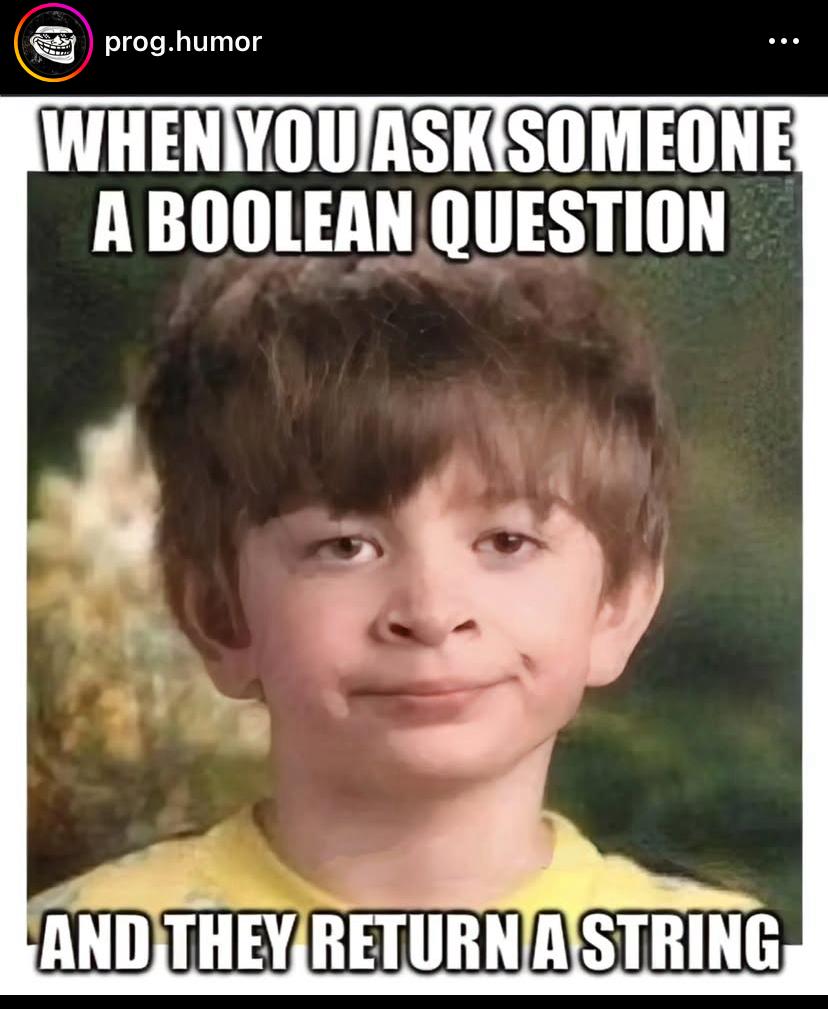 prog.humor
WHEN YOU ASK SOMEONE
A BOOLEAN QUESTION
AND THEY RETURN A STRING